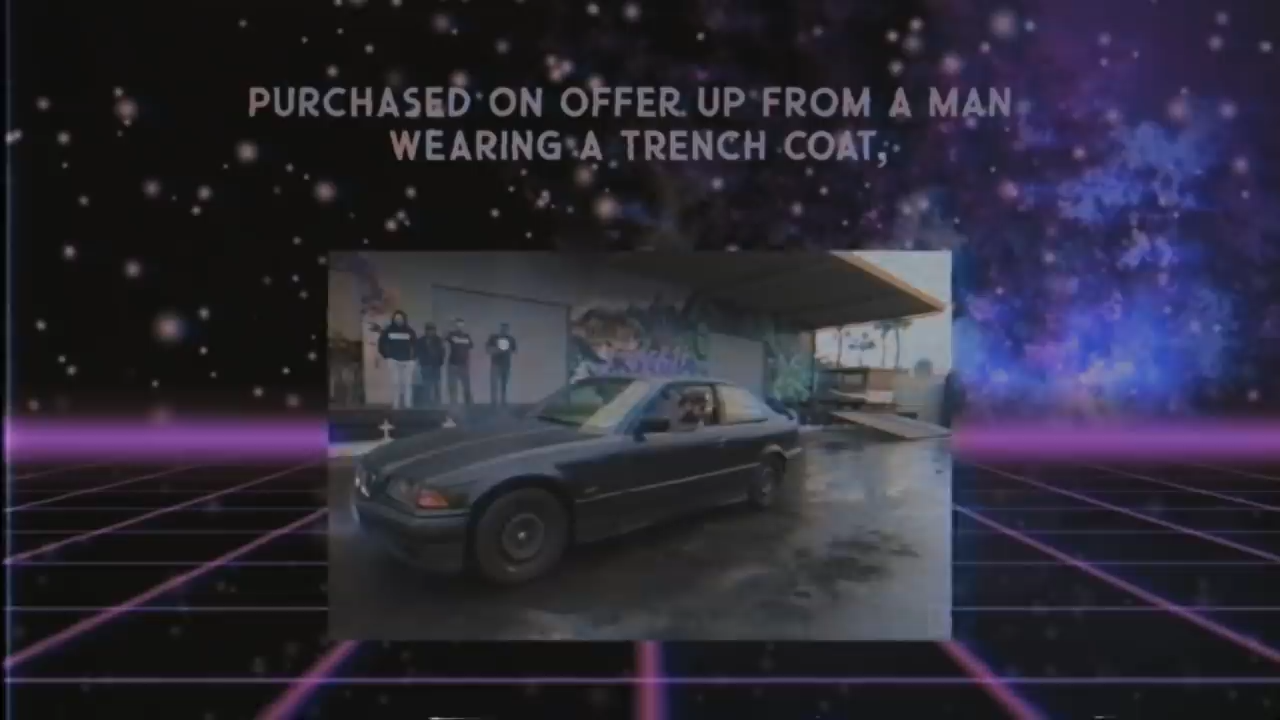 PURCHASED ON OFFER UP FROM A MAN
WEARING A TRENCH COAT,